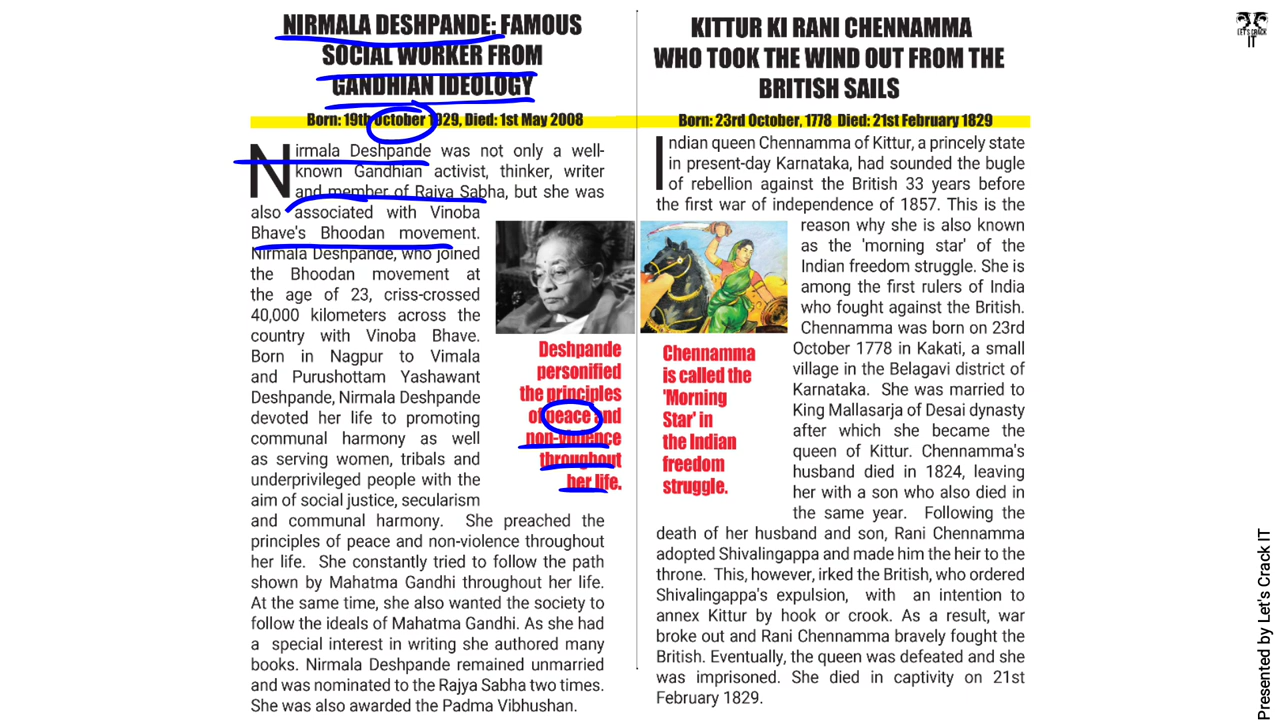 NIRMALA DESHPANDE: FAMOUS
SOCIAL WORKER FROM
GANDHIAN IDEOLOGY
Born: 19th October 1929, Died: 1st May 2008
Nirmala Deshpande was not only a well-
known Gandhian activist, thinker, writer
and member of Rajya Sabha, but she was
also associated with Vinoba
Bhave's Bhoodan movement.
Nirmala Deshpande, who joined
the Bhoodan movement at
the age of 23, criss-crossed
40,000 kilometers across the
country with Vinoba Bhave.
Born in Nagpur to Vimala
and Purushottam Yashawant
Deshpande, Nirmala Deshpande
devoted her life to promoting
communal harmony as well
as serving women, tribals and
underprivileged people with the
aim of social justice, secularism
and communal harmony. She preached the
principles of peace and non-violence throughout
her life. She constantly tried to follow the path
shown by Mahatma Gandhi throughout her life.
At the same time, she also wanted the society to
follow the ideals of Mahatma Gandhi. As she had
a special interest in writing she authored many
books. Nirmala Deshpande remained unmarried
and was nominated to the Rajya Sabha two times.
She was also awarded the Padma Vibhushan.
Deshpande
personified
the principles
of peace and
non-violence
throughout
her life.
KITTUR KI RANI CHENNAMMA
WHO TOOK THE WIND OUT FROM THE
BRITISH SAILS
Born: 23rd October, 1778 Died: 21st February 1829
Indian queen Chennamma of Kittur, a princely state
in present-day Karnataka, had sounded the bugle
of rebellion against the British 33 years before
the first war of independence of 1857. This is the
reason why she is also known
as the 'morning star' of the
Indian freedom struggle. She is
among the first rulers of India
who fought against the British.
Chennamma was born on 23rd
October 1778 in Kakati, a small
village in the Belagavi district of
Karnataka. She was married to
King Mallasarja of Desai dynasty
after which she became the
queen of Kittur. Chennamma's
husband died in 1824, leaving
her with a son who also died in
the same year. Following the
death of her husband and son, Rani Chennamma
adopted Shivalingappa and made him the heir to the
throne. This, however, irked the British, who ordered
Shivalingappa's expulsion, with an intention to
annex Kittur by hook or crook. As a result, war
broke out and Rani Chennamma bravely fought the
British. Eventually, the queen was defeated and she
was imprisoned. She died in captivity on 21st
February 1829.
Chennamma
is called the
'Morning
Star' in
the Indian
freedom
struggle.
LET'S CRACK
IT
Presented by Let's Crack IT